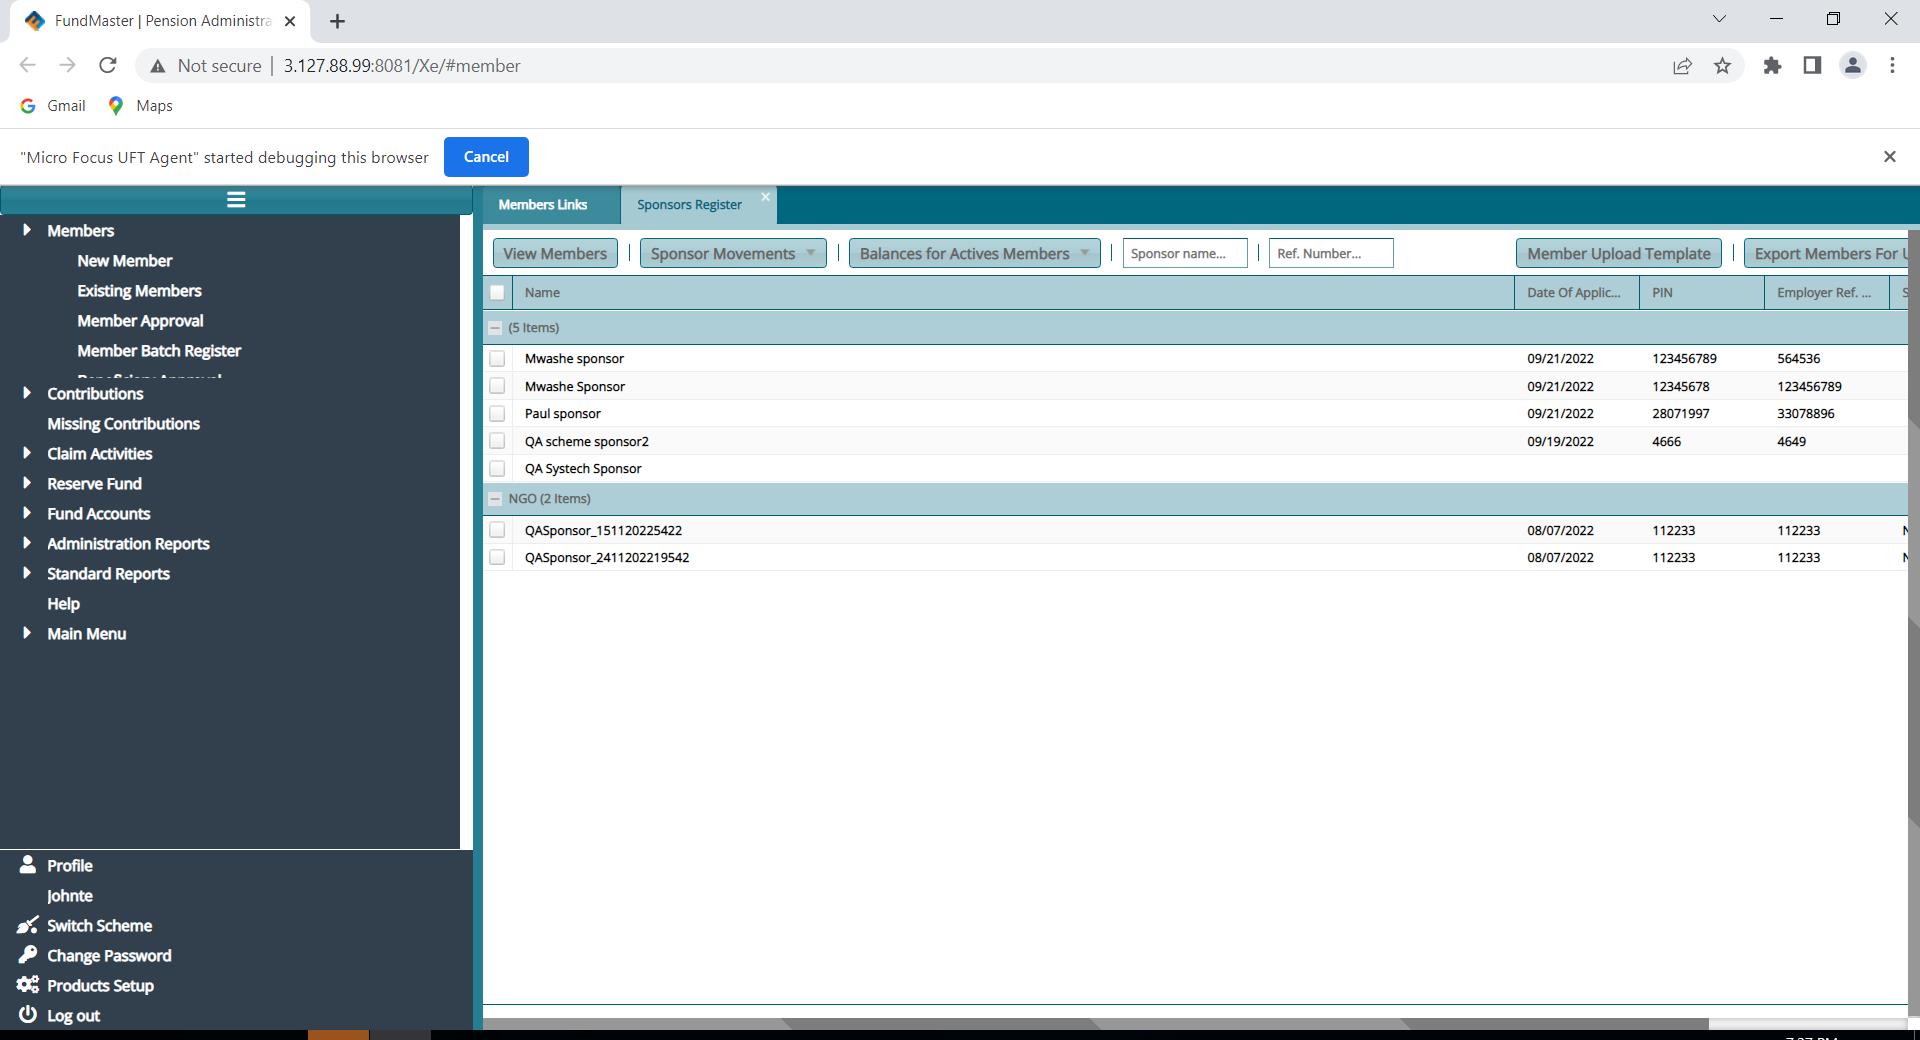 FundMaster | Pension Administra
Not secure | 3.127.88.99:8081/Xe/#member
Gmail Maps
"Micro Focus UFT Agent" started debugging this browser Cancel
Members Links Sponsors Register
View Members Sponsor Movements Balances for Actives Members Sponsor name... Ref. Number... Member Upload Template Export Members For U
Name Date Of Applic... PIN Employer Ref. ...
(5 Items)
Mwashe sponsor 09/21/2022 123456789 564536
Mwashe Sponsor 09/21/2022 12345678 123456789
Paul sponsor 09/21/2022 28071997 33078896
QA scheme sponsor2 09/19/2022 4666 4649
QA Systech Sponsor
NGO (2 Items)
QASponsor_151120225422 08/07/2022 112233 112233
QASponsor_2411202219542 08/07/2022 112233 112233
Members
New Member
Existing Members
Member Approval
Member Batch Register
Contributions
Missing Contributions
Claim Activities
Reserve Fund
Fund Accounts
Administration Reports
Standard Reports
Help
Main Menu
Profile
Johnte
Switch Scheme
Change Password
Products Setup
Log out